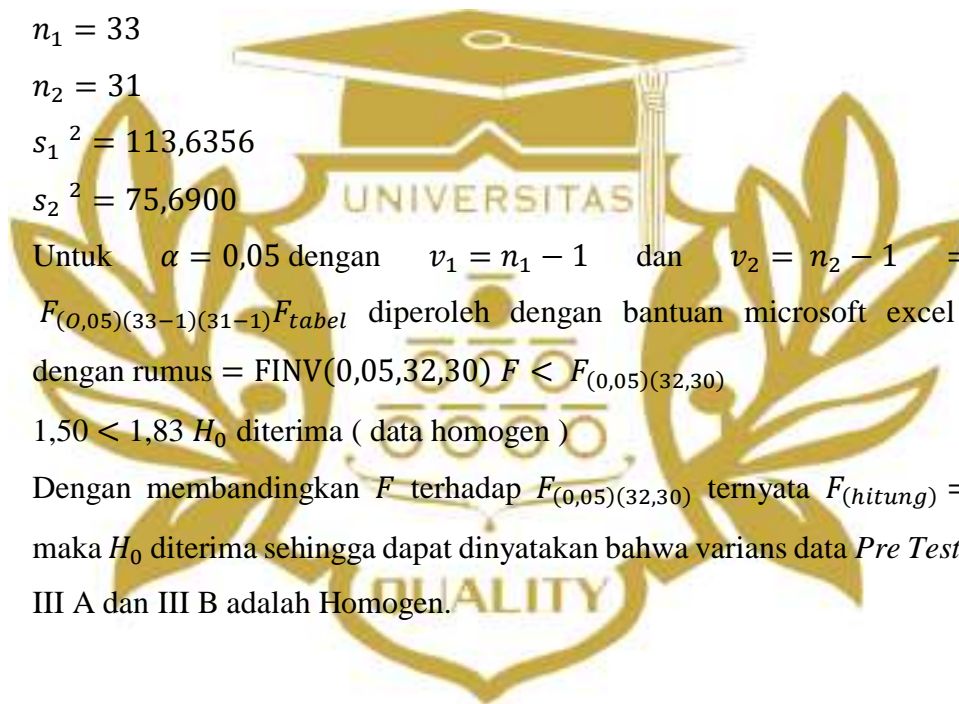 n₁ = 33
n₂ = 31
s₁² = 113,6356
s₂² = 75,6900
UNIVERSITAS
Untuk α = 0,05 dengan v₁ = n₁ − 1 dan v₂ = n₂ − 1 =
F₍O,05₎₍33−1₎₍31−1₎F_tabel diperoleh dengan bantuan microsoft excel
dengan rumus = FINV(0,05,32,30) F < F₍0,05₎₍32,30₎
1,50 < 1,83 H₀ diterima ( data homogen )
Dengan membandingkan F terhadap F₍0,05₎₍32,30₎ ternyata F₍hitung₎ =
maka H₀ diterima sehingga dapat dinyatakan bahwa varians data Pre Test
QUALITY
III A dan III B adalah Homogen.